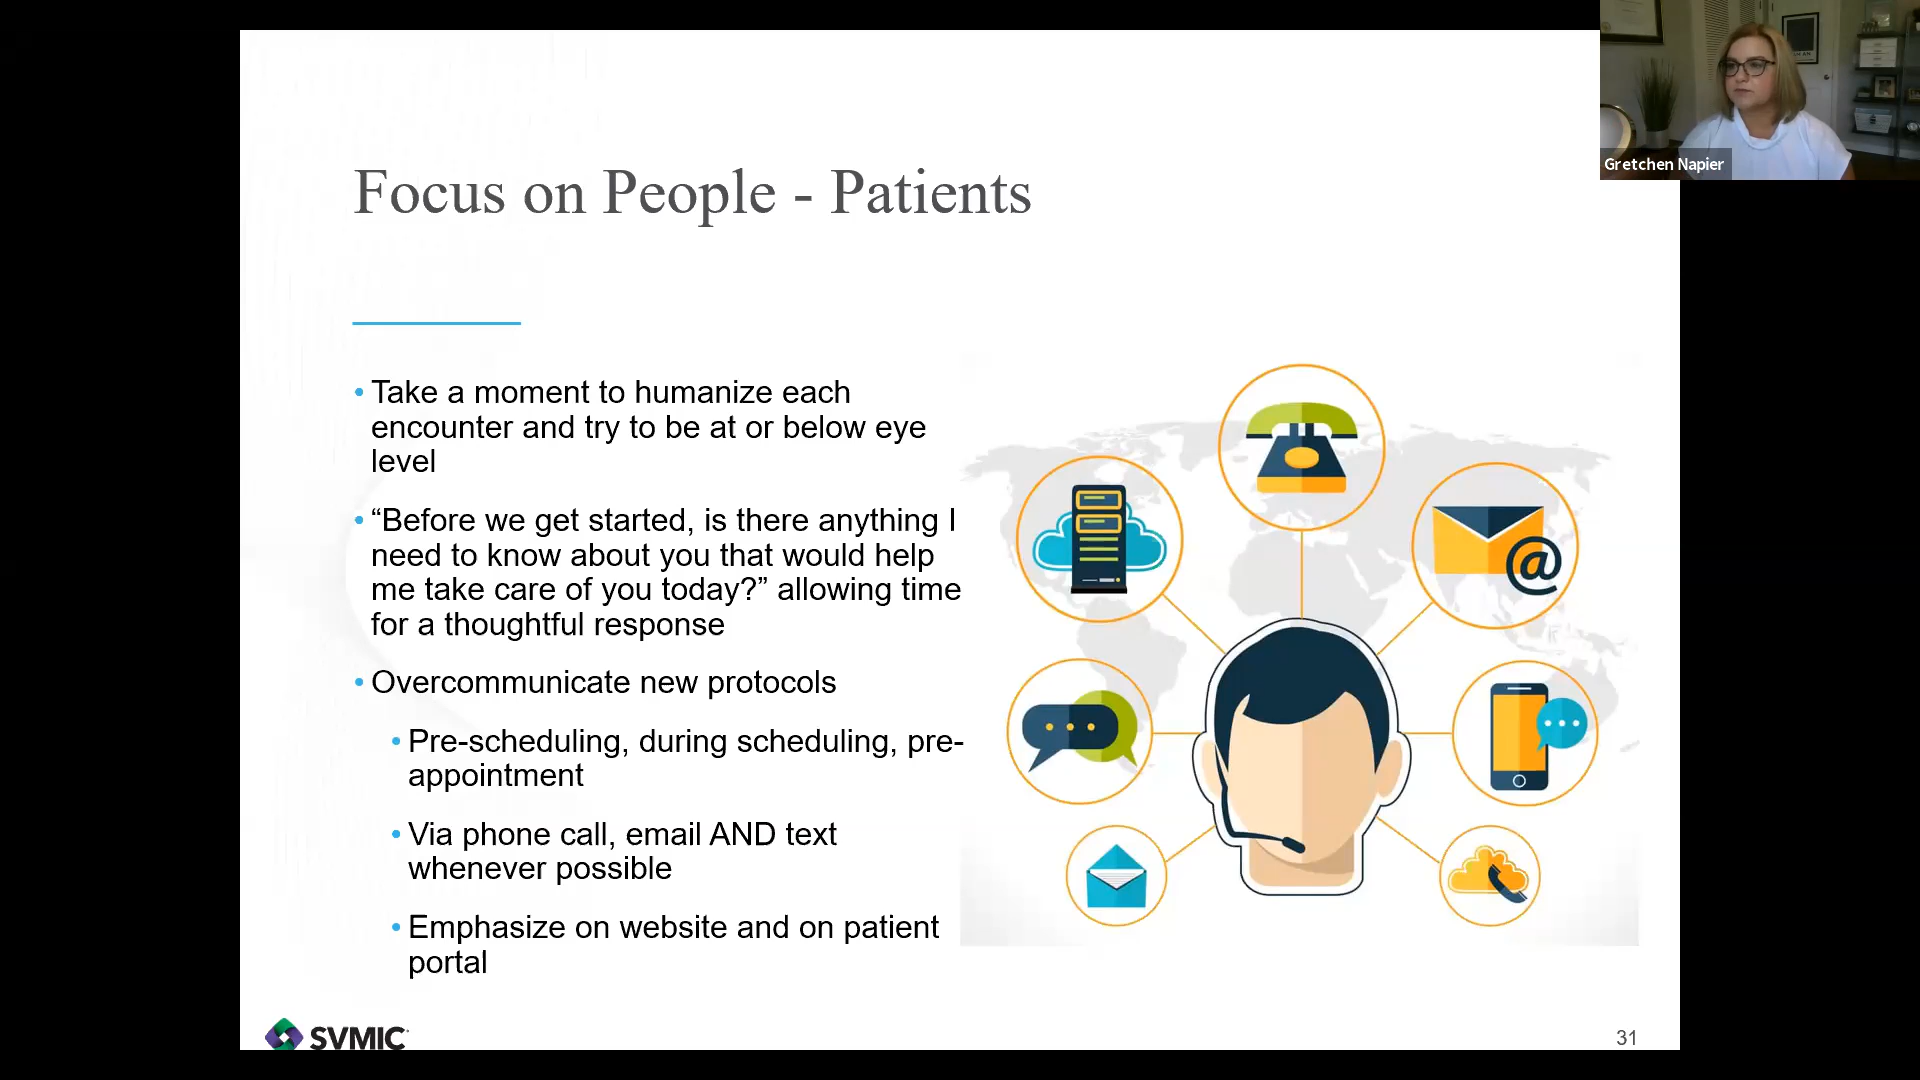 Gretchen Napier
Focus on People - Patients
• Take a moment to humanize each
encounter and try to be at or below eye
level
• “Before we get started, is there anything I
need to know about you that would help
me take care of you today?” allowing time
for a thoughtful response
• Overcommunicate new protocols
• Pre-scheduling, during scheduling, pre-
appointment
• Via phone call, email AND text
whenever possible
• Emphasize on website and on patient
portal
@
SVMIC
31